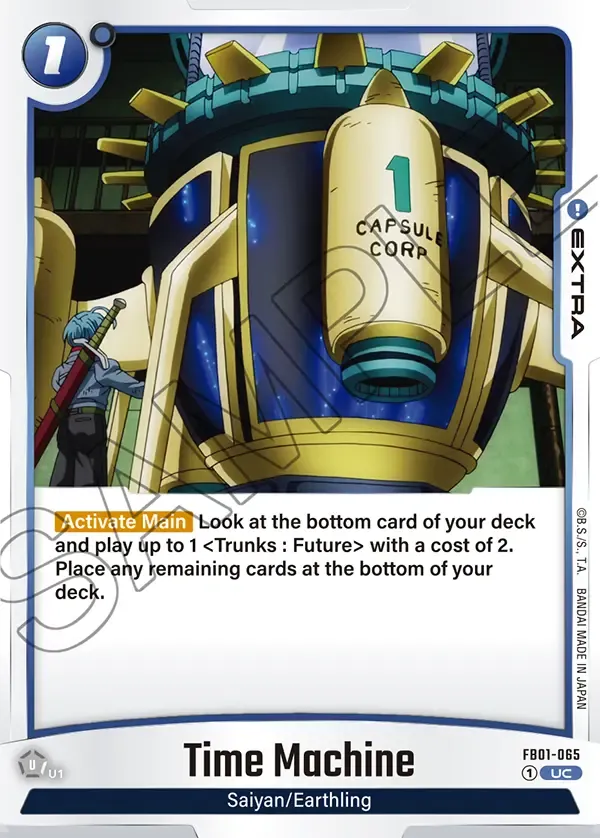 1
1
CAPSULE
CORP
! EXTRA
Activate Main Look at the bottom card of your deck
and play up to 1 <Trunks : Future> with a cost of 2.
Place any remaining cards at the bottom of your
deck.
SAMPLE
©B.S./S., T.A. BANDAI MADE IN JAPAN
Time Machine
FB01-065
U/U1
1 UC
Saiyan/Earthling